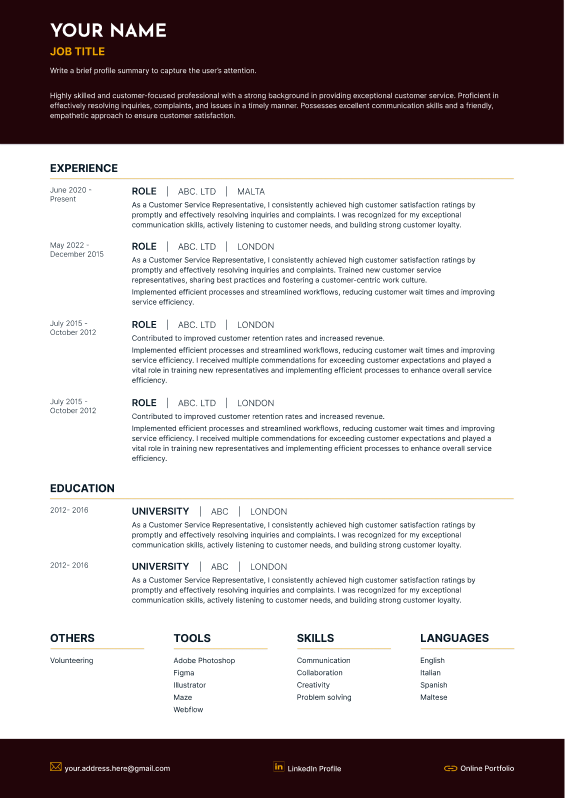 YOUR NAME
JOB TITLE
Write a brief profile summary to capture the user's attention.
Highly skilled and customer-focused professional with a strong background in providing exceptional customer service. Proficient in
effectively resolving inquiries, complaints, and issues in a timely manner. Possesses excellent communication skills and a friendly,
empathetic approach to ensure customer satisfaction.
EXPERIENCE
June 2020 -
Present
ROLE | ABC. LTD | MALTA
As a Customer Service Representative, I consistently achieved high customer satisfaction ratings by
promptly and effectively resolving inquiries and complaints. I was recognized for my exceptional
communication skills, actively listening to customer needs, and building strong customer loyalty.
May 2022 -
December 2015
ROLE | ABC. LTD | LONDON
As a Customer Service Representative, I consistently achieved high customer satisfaction ratings by
promptly and effectively resolving inquiries and complaints. Trained new customer service
representatives, sharing best practices and fostering a customer-centric work culture.
Implemented efficient processes and streamlined workflows, reducing customer wait times and improving
service efficiency.
July 2015 -
October 2012
ROLE | ABC. LTD | LONDON
Contributed to improved customer retention rates and increased revenue.
Implemented efficient processes and streamlined workflows, reducing customer wait times and improving
service efficiency. I received multiple commendations for exceeding customer expectations and played a
vital role in training new representatives and implementing efficient processes to enhance overall service
efficiency.
July 2015 -
October 2012
ROLE | ABC. LTD | LONDON
Contributed to improved customer retention rates and increased revenue.
Implemented efficient processes and streamlined workflows, reducing customer wait times and improving
service efficiency. I received multiple commendations for exceeding customer expectations and played a
vital role in training new representatives and implementing efficient processes to enhance overall service
efficiency.
EDUCATION
2012- 2016
UNIVERSITY | ABC | LONDON
As a Customer Service Representative, I consistently achieved high customer satisfaction ratings by
promptly and effectively resolving inquiries and complaints. I was recognized for my exceptional
communication skills, actively listening to customer needs, and building strong customer loyalty.
2012- 2016
UNIVERSITY | ABC | LONDON
As a Customer Service Representative, I consistently achieved high customer satisfaction ratings by
promptly and effectively resolving inquiries and complaints. I was recognized for my exceptional
communication skills, actively listening to customer needs, and building strong customer loyalty.
OTHERS
Volunteering
TOOLS
Adobe Photoshop
Figma
Illustrator
Maze
Webflow
SKILLS
Communication
Collaboration
Creativity
Problem solving
LANGUAGES
English
Italian
Spanish
Maltese
your.address.here@gmail.com
in LinkedIn Profile
Online Portfolio